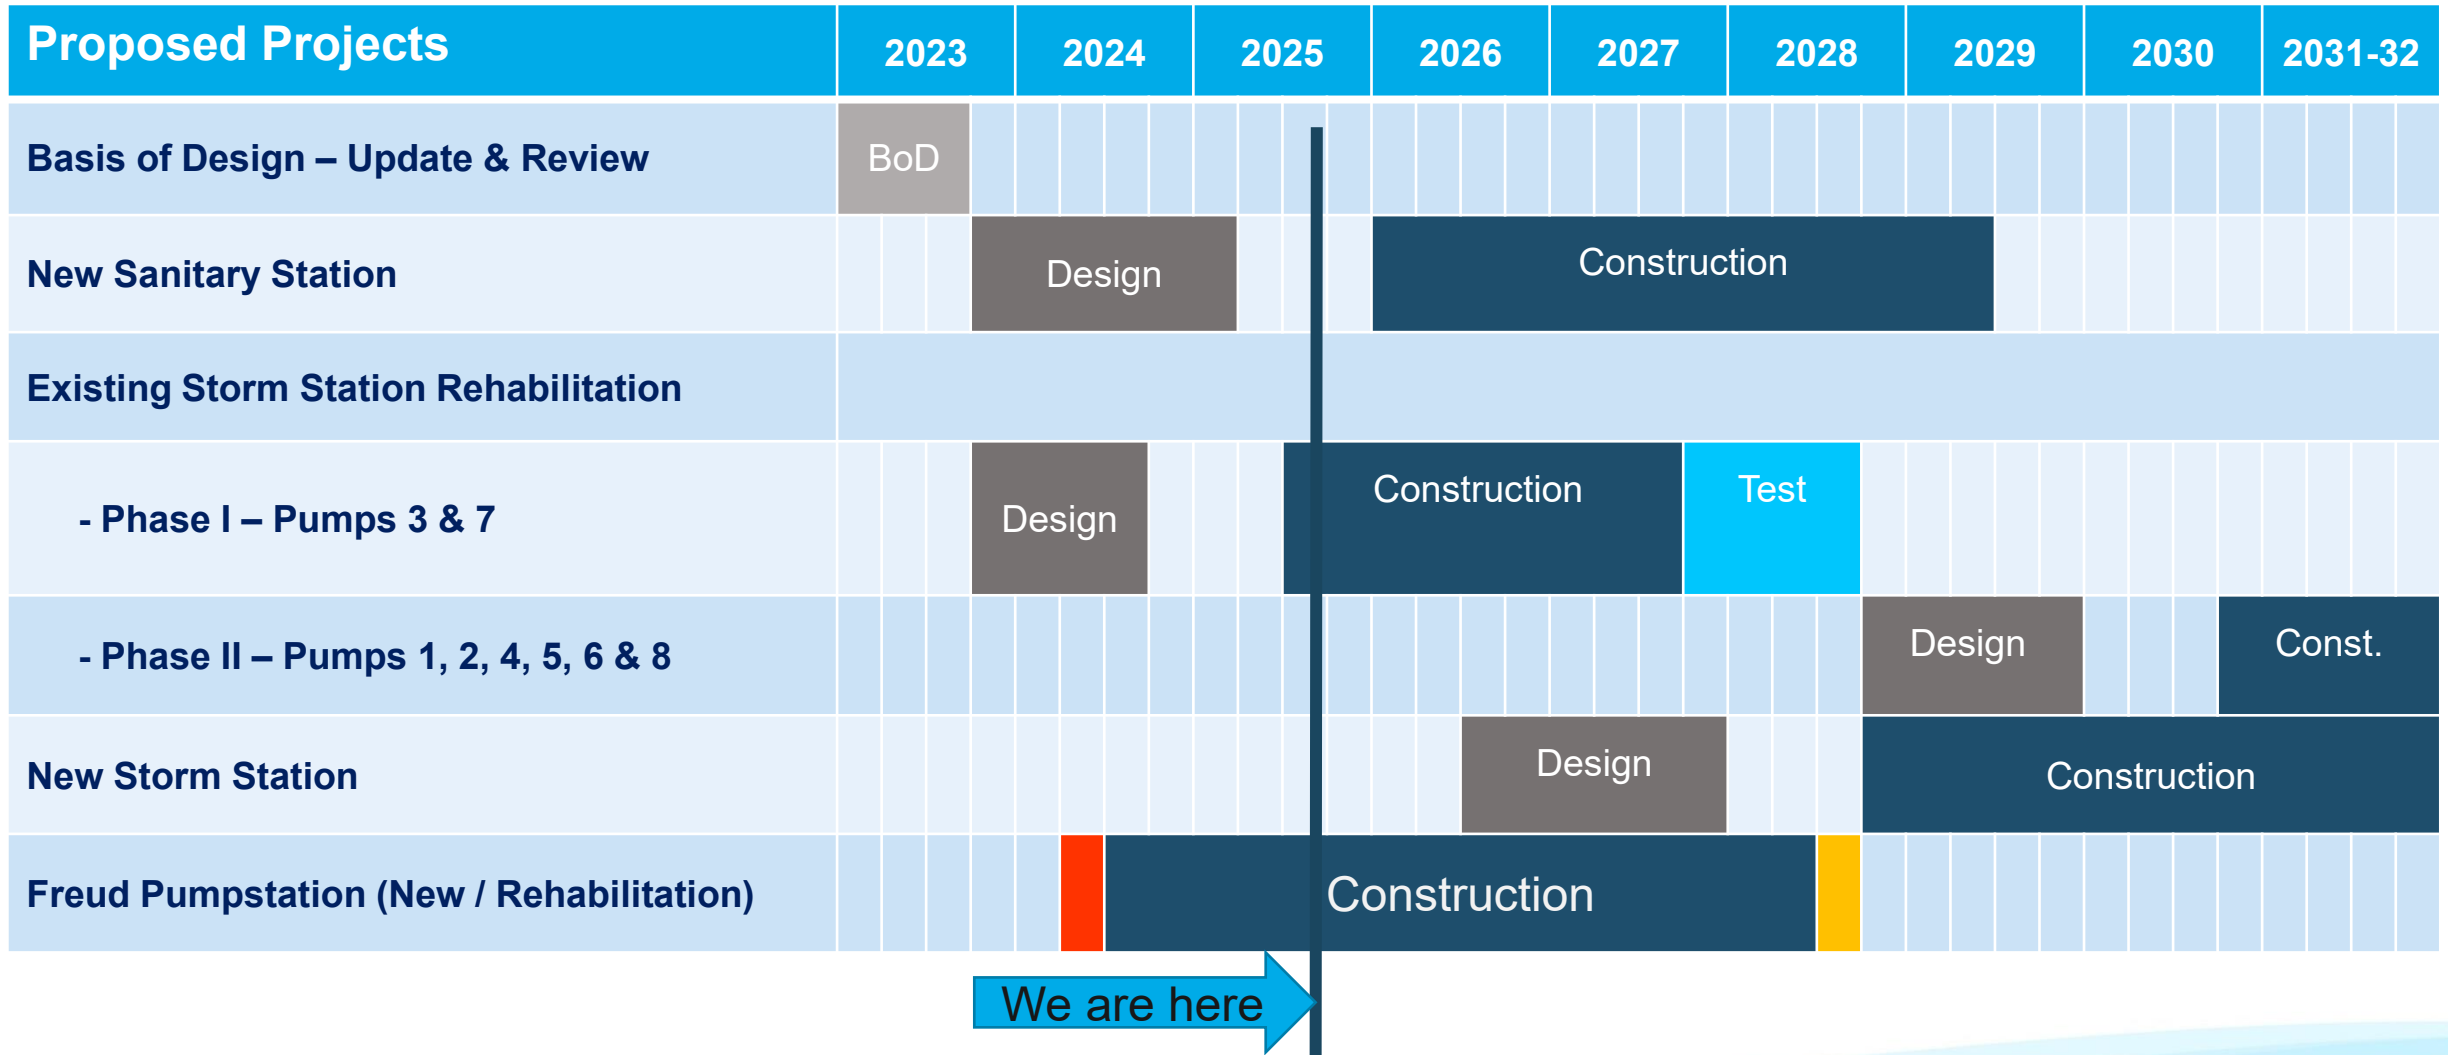 Proposed Projects 2023 2024 2025 2026 2027 2028 2029 2030 2031-32
Basis of Design – Update & Review BoD
New Sanitary Station Design Construction
Existing Storm Station Rehabilitation
- Phase I – Pumps 3 & 7 Design Construction Test
- Phase II – Pumps 1, 2, 4, 5, 6 & 8 Design Const.
New Storm Station Design Construction
Freud Pumpstation (New / Rehabilitation) Construction
We are here